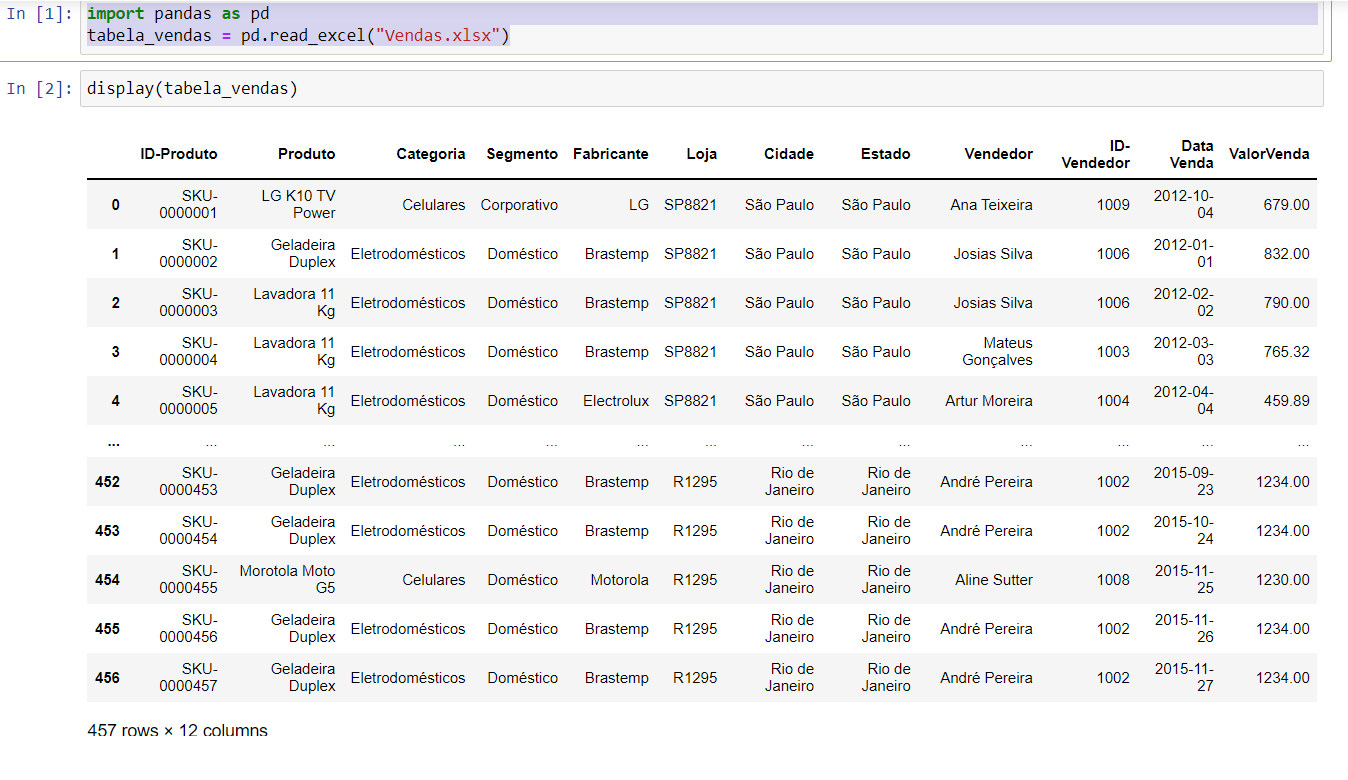 In [1]: import pandas as pd
tabela_vendas = pd.read_excel("Vendas.xlsx")
In [2]: display(tabela_vendas)
ID-Produto Produto Categoria Segmento Fabricante Loja Cidade Estado Vendedor ID-Vendedor Data Venda ValorVenda
0 SKU-0000001 LG K10 TV Power Celulares Corporativo LG SP8821 São Paulo São Paulo Ana Teixeira 1009 2012-10-04 679.00
1 SKU-0000002 Geladeira Duplex Eletrodomésticos Doméstico Brastemp SP8821 São Paulo São Paulo Josias Silva 1006 2012-01-01 832.00
2 SKU-0000003 Lavadora 11 Kg Eletrodomésticos Doméstico Brastemp SP8821 São Paulo São Paulo Josias Silva 1006 2012-02-02 790.00
3 SKU-0000004 Lavadora 11 Kg Eletrodomésticos Doméstico Brastemp SP8821 São Paulo São Paulo Mateus Gonçalves 1003 2012-03-03 765.32
4 SKU-0000005 Lavadora 11 Kg Eletrodomésticos Doméstico Electrolux SP8821 São Paulo São Paulo Artur Moreira 1004 2012-04-04 459.89
... ... ... ... ... ... ... ... ... ... ... ... ...
452 SKU-0000453 Geladeira Duplex Eletrodomésticos Doméstico Brastemp R1295 Rio de Janeiro Rio de Janeiro André Pereira 1002 2015-09-23 1234.00
453 SKU-0000454 Geladeira Duplex Eletrodomésticos Doméstico Brastemp R1295 Rio de Janeiro Rio de Janeiro André Pereira 1002 2015-10-24 1234.00
454 SKU-0000455 Morotola Moto G5 Celulares Doméstico Motorola R1295 Rio de Janeiro Rio de Janeiro Aline Sutter 1008 2015-11-25 1230.00
455 SKU-0000456 Geladeira Duplex Eletrodomésticos Doméstico Brastemp R1295 Rio de Janeiro Rio de Janeiro André Pereira 1002 2015-11-26 1234.00
456 SKU-0000457 Geladeira Duplex Eletrodomésticos Doméstico Brastemp R1295 Rio de Janeiro Rio de Janeiro André Pereira 1002 2015-11-27 1234.00
457 rows × 12 columns